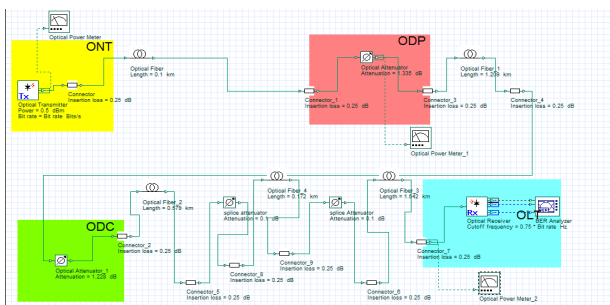 ONT
Optical Power Meter
Optical Fiber
Length = 0.1 km
Connector
Insertion loss = 0.25 dB
Tx
Optical Transmitter
Power = 0.5 dBm
Bit rate = Bit rate Bits/s
ODP
Connector_1
Insertion loss = 0.25 dB
Optical Attenuator
Attenuation = 1.335 dB
Connector_3
Insertion loss = 0.25 dB
Optical Fiber_1
Length = 1.209 km
Connector_4
Insertion loss = 0.25 dB
Optical Power Meter_1
ODC
Optical Attenuator_1
Attenuation = 1.228 dB
Connector_2
Insertion loss = 0.25 dB
Optical Fiber_2
Length = 0.579 km
Connector_5
Insertion loss = 0.25 dB
splice attenuator
Attenuation = 0.1 dB
Connector_8
Insertion loss = 0.25 dB
Optical Fiber_4
Length = 0.172 km
Connector_9
Insertion loss = 0.25 dB
splice attenuator
Attenuation = 0.1 dB
Connector_6
Insertion loss = 0.25 dB
Optical Fiber_3
Length = 1.642 km
Connector_7
Insertion loss = 0.25 dB
OLT
Rx
Optical Receiver
Cutoff frequency = 0.75 * Bit rate Hz
BER Analyzer
Optical Power Meter_2